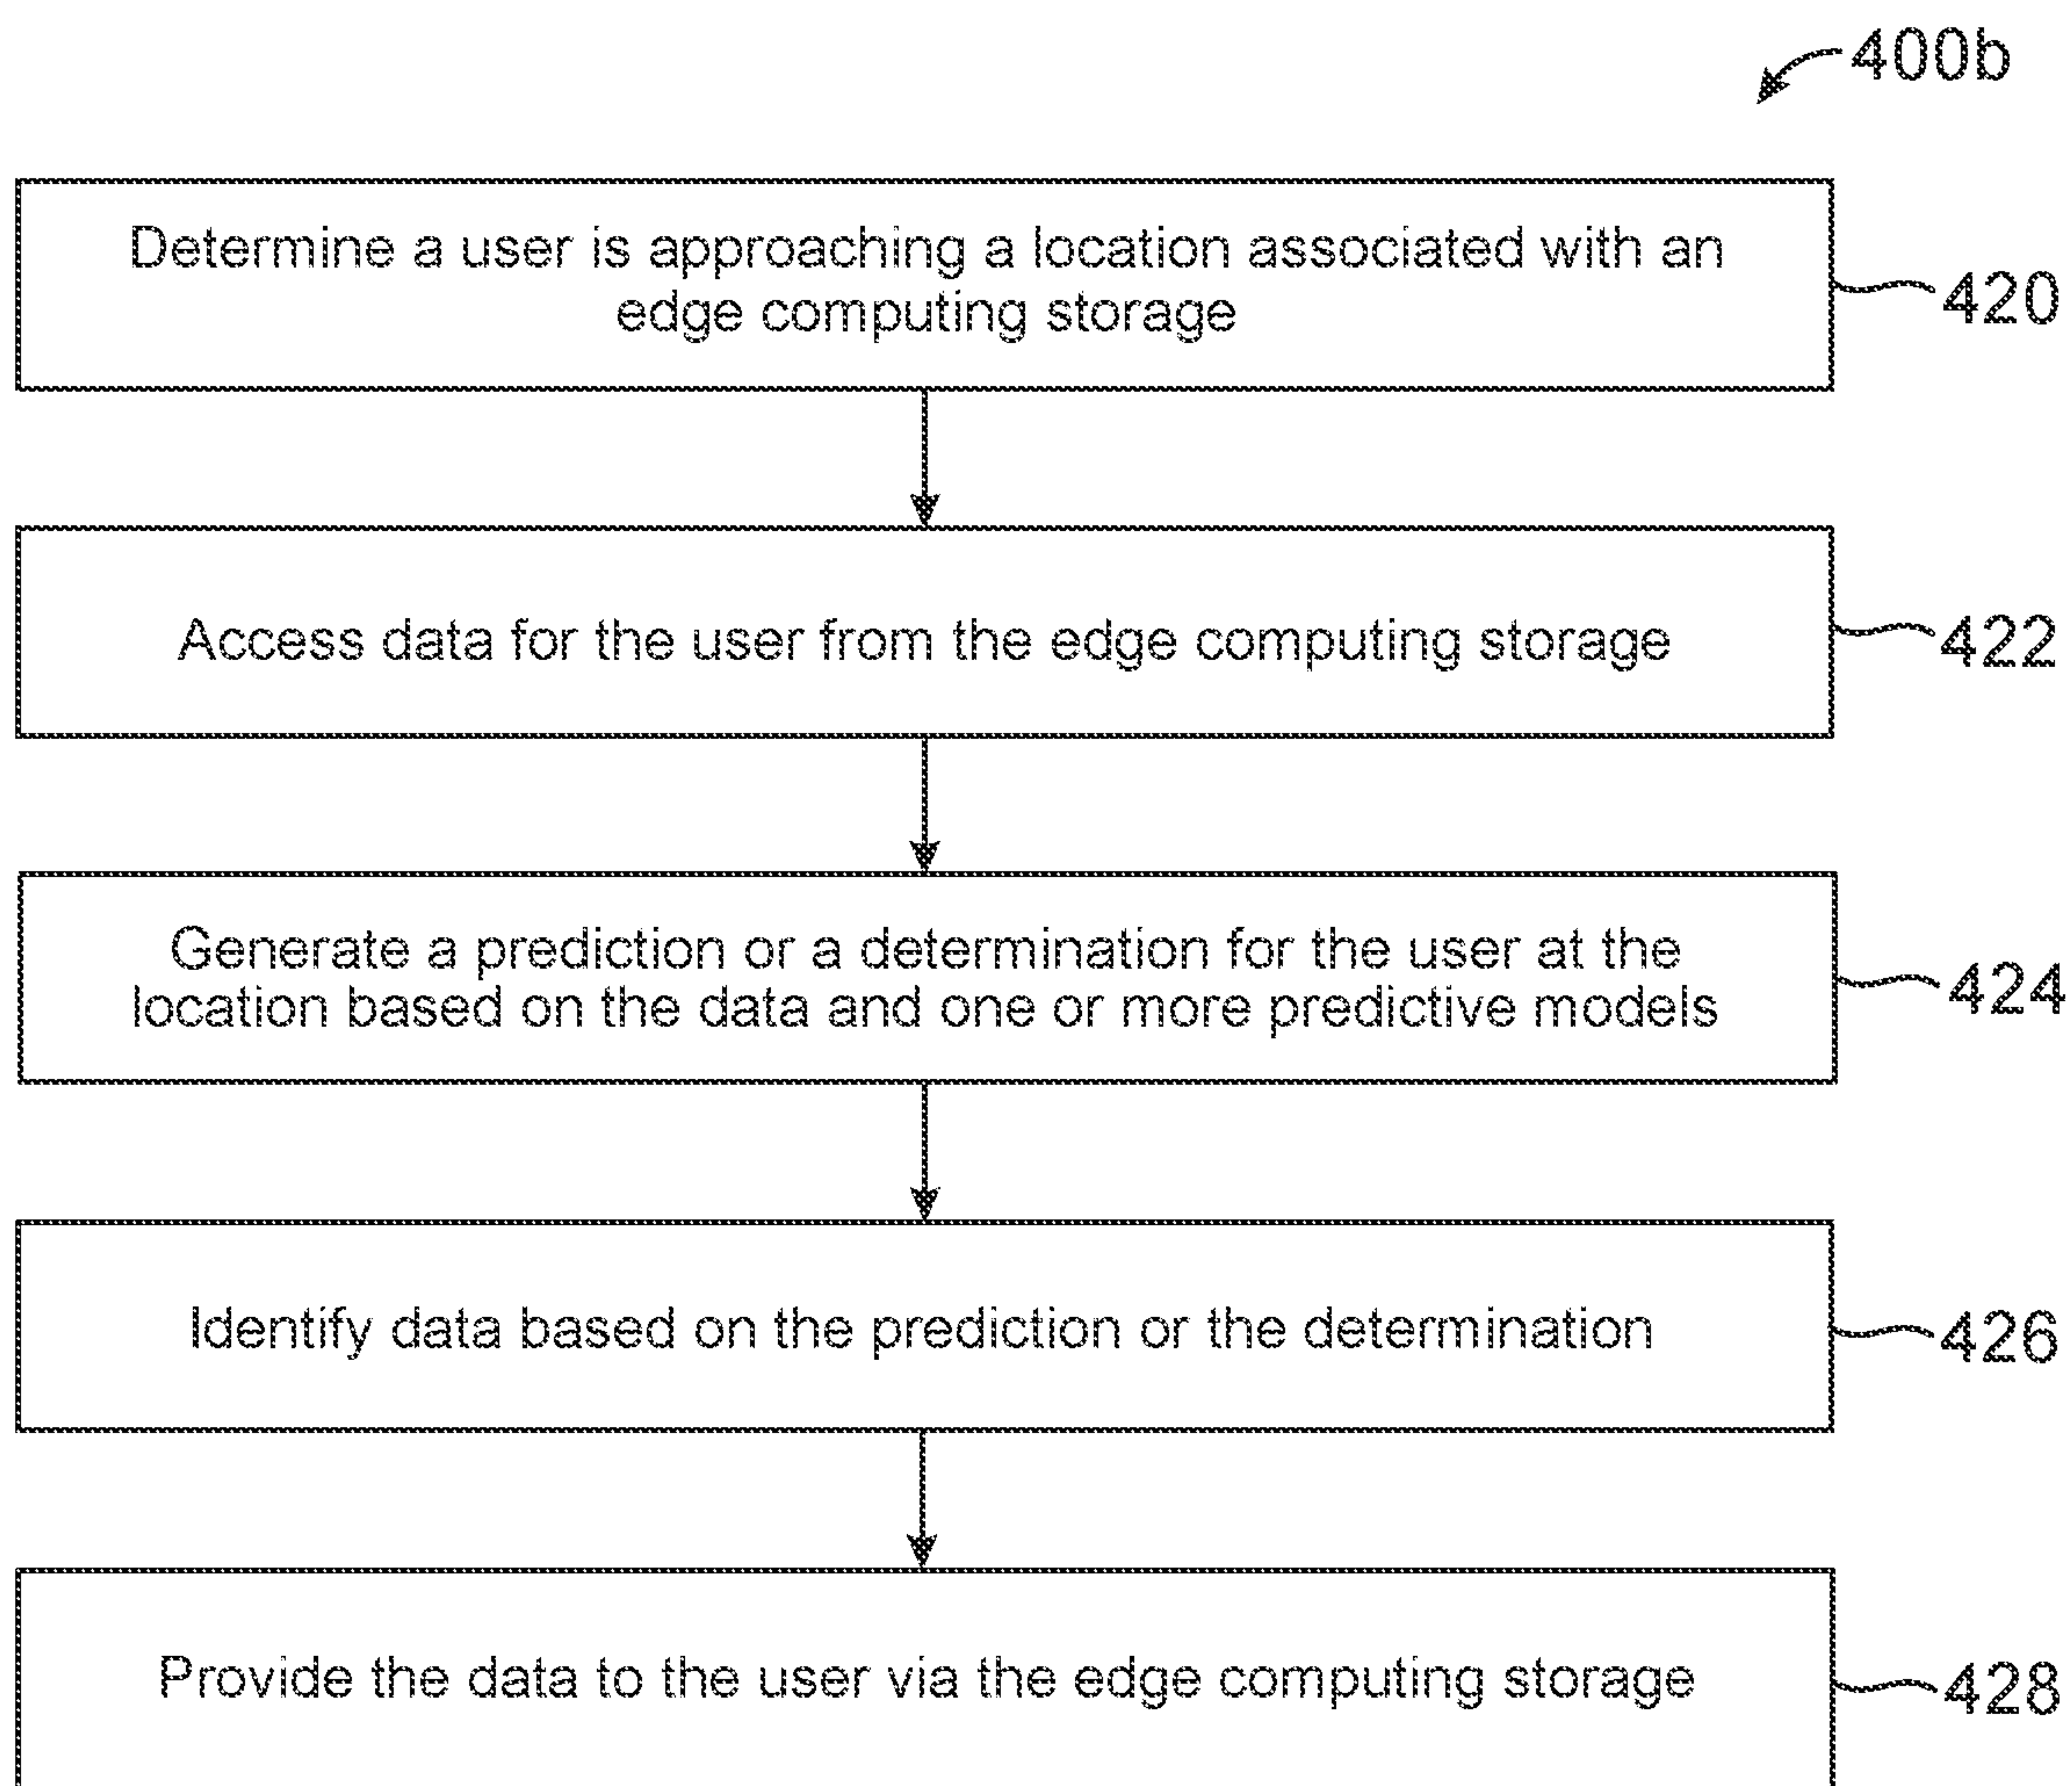 400b
Determine a user is approaching a location associated with an
edge computing storage
420
Access data for the user from the edge computing storage
422
Generate a prediction or a determination for the user at the
location based on the data and one or more predictive models
424
Identify data based on the prediction or the determination
426
Provide the data to the user via the edge computing storage
428